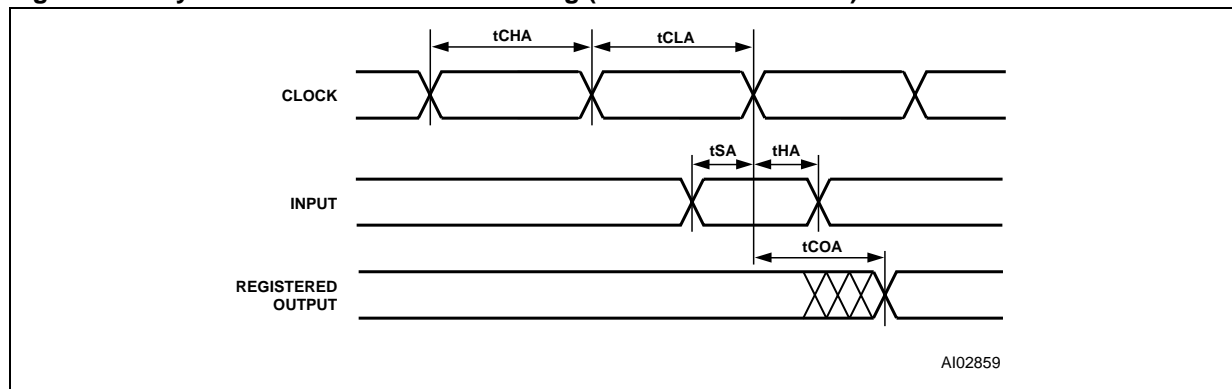 tCHA tCLA
CLOCK
tSA tHA
INPUT
tCOA
REGISTERED
OUTPUT
AI02859